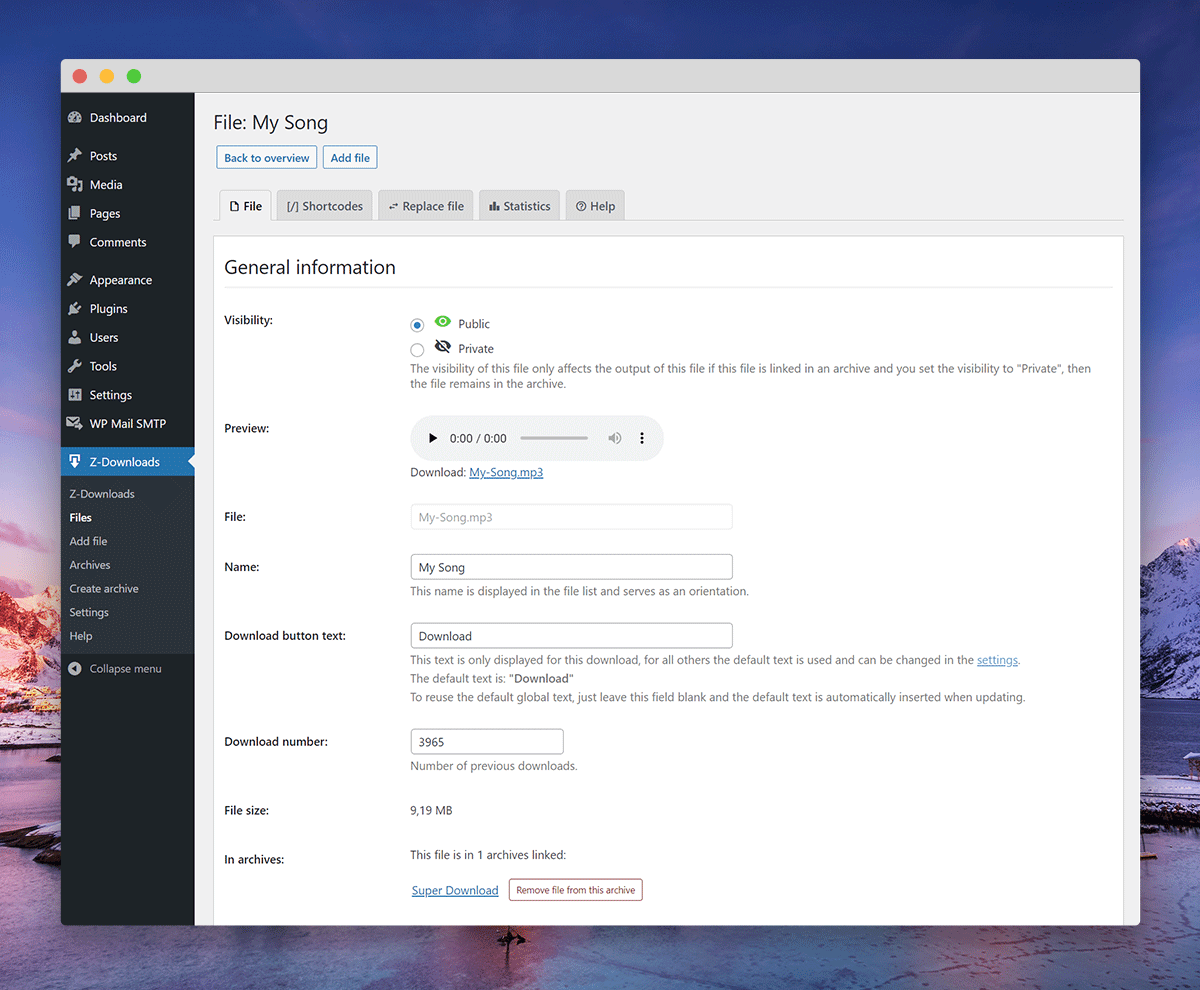 Dashboard
Posts
Media
Pages
Comments
Appearance
Plugins
Users
Tools
Settings
WP Mail SMTP
Z-Downloads
Z-Downloads
Files
Add file
Archives
Create archive
Settings
Help
Collapse menu
File: My Song
Back to overview
Add file
File
[/] Shortcodes
Replace file
Statistics
Help
General information
Visibility:
Public
Private
The visibility of this file only affects the output of this file if this file is linked in an archive and you set the visibility to "Private", then
the file remains in the archive.
Preview:
0:00 / 0:00
Download: My-Song.mp3
File:
My-Song.mp3
Name:
My Song
This name is displayed in the file list and serves as an orientation.
Download button text:
Download
This text is only displayed for this download, for all others the default text is used and can be changed in the settings.
The default text is: "Download"
To reuse the default global text, just leave this field blank and the default text is automatically inserted when updating.
Download number:
3965
Number of previous downloads.
File size:
9,19 MB
In archives:
This file is in 1 archives linked:
Super Download
Remove file from this archive